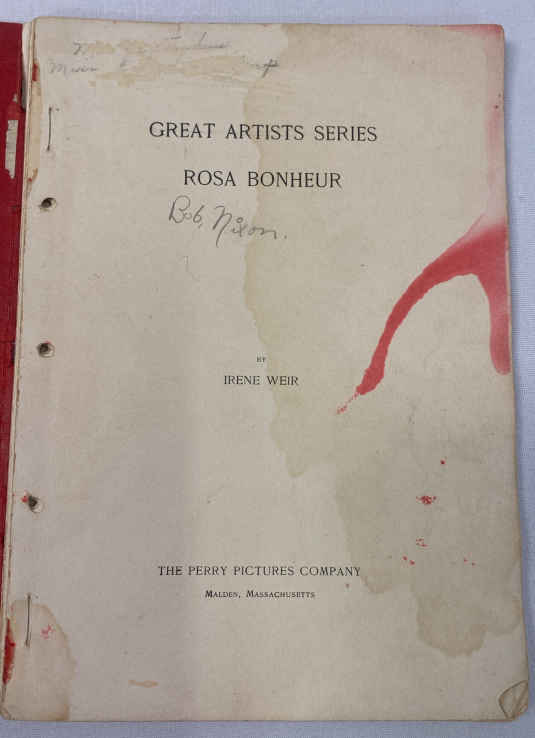 GREAT ARTISTS SERIES
ROSA BONHEUR
Bob, Nixon.
BY
IRENE WEIR
THE PERRY PICTURES COMPANY
MALDEN, MASSACHUSETTS